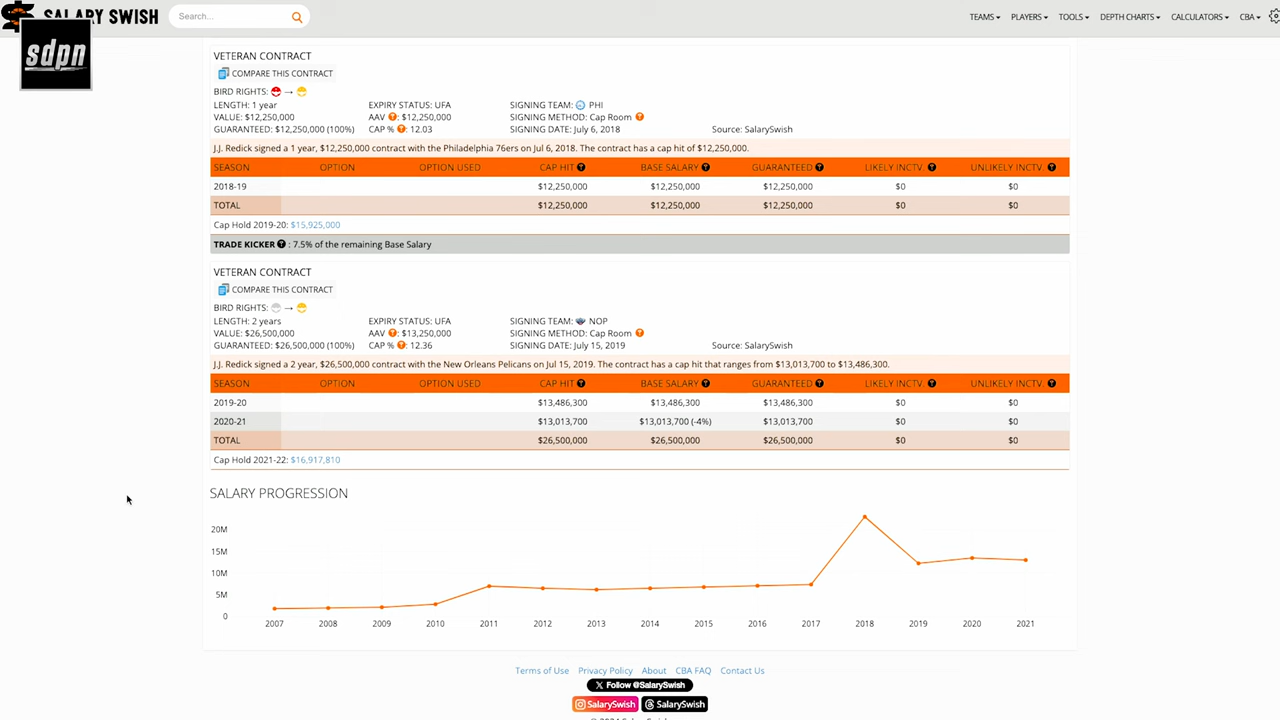 SALARY SWISH
Search...
TEAMS PLAYERS TOOLS DEPTH CHARTS CALCULATORS CBA
sdpn
VETERAN CONTRACT
COMPARE THIS CONTRACT
BIRD RIGHTS: →
LENGTH: 1 year EXPIRY STATUS: UFA SIGNING TEAM: PHI
VALUE: $12,250,000 AAV ?: $12,250,000 SIGNING METHOD: Cap Room ?
GUARANTEED: $12,250,000 (100%) CAP % ?: 12.03 SIGNING DATE: July 6, 2018 Source: SalarySwish
J.J. Redick signed a 1 year, $12,250,000 contract with the Philadelphia 76ers on Jul 6, 2018. The contract has a cap hit of $12,250,000.
SEASON OPTION OPTION USED CAP HIT ? BASE SALARY ? GUARANTEED ? LIKELY INCTV. ? UNLIKELY INCTV. ?
2018-19 $12,250,000 $12,250,000 $12,250,000 $0 $0
TOTAL $12,250,000 $12,250,000 $12,250,000 $0 $0
Cap Hold 2019-20: $15,925,000
TRADE KICKER ? : 7.5% of the remaining Base Salary
VETERAN CONTRACT
COMPARE THIS CONTRACT
BIRD RIGHTS: →
LENGTH: 2 years EXPIRY STATUS: UFA SIGNING TEAM: NOP
VALUE: $26,500,000 AAV ?: $13,250,000 SIGNING METHOD: Cap Room ?
GUARANTEED: $26,500,000 (100%) CAP % ?: 12.36 SIGNING DATE: July 15, 2019 Source: SalarySwish
J.J. Redick signed a 2 year, $26,500,000 contract with the New Orleans Pelicans on Jul 15, 2019. The contract has a cap hit that ranges from $13,013,700 to $13,486,300.
SEASON OPTION OPTION USED CAP HIT ? BASE SALARY ? GUARANTEED ? LIKELY INCTV. ? UNLIKELY INCTV. ?
2019-20 $13,486,300 $13,486,300 $13,486,300 $0 $0
2020-21 $13,013,700 $13,013,700 (-4%) $13,013,700 $0 $0
TOTAL $26,500,000 $26,500,000 $26,500,000 $0 $0
Cap Hold 2021-22: $16,917,810
SALARY PROGRESSION
20M
15M
10M
5M
0
2007 2008 2009 2010 2011 2012 2013 2014 2015 2016 2017 2018 2019 2020 2021
Terms of Use Privacy Policy About CBA FAQ Contact Us
X Follow @SalarySwish
SalarySwish SalarySwish